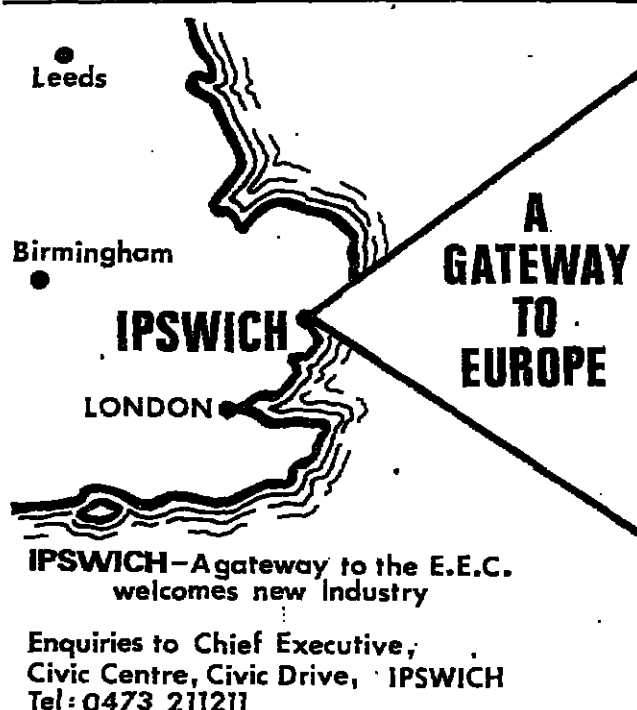 Leeds
Birmingham
IPSWICH
LONDON
A
GATEWAY
TO
EUROPE
IPSWICH-A gateway to the E.E.C.
welcomes new Industry
Enquiries to Chief Executive,
Civic Centre, Civic Drive, IPSWICH
Tel: 0473 211211